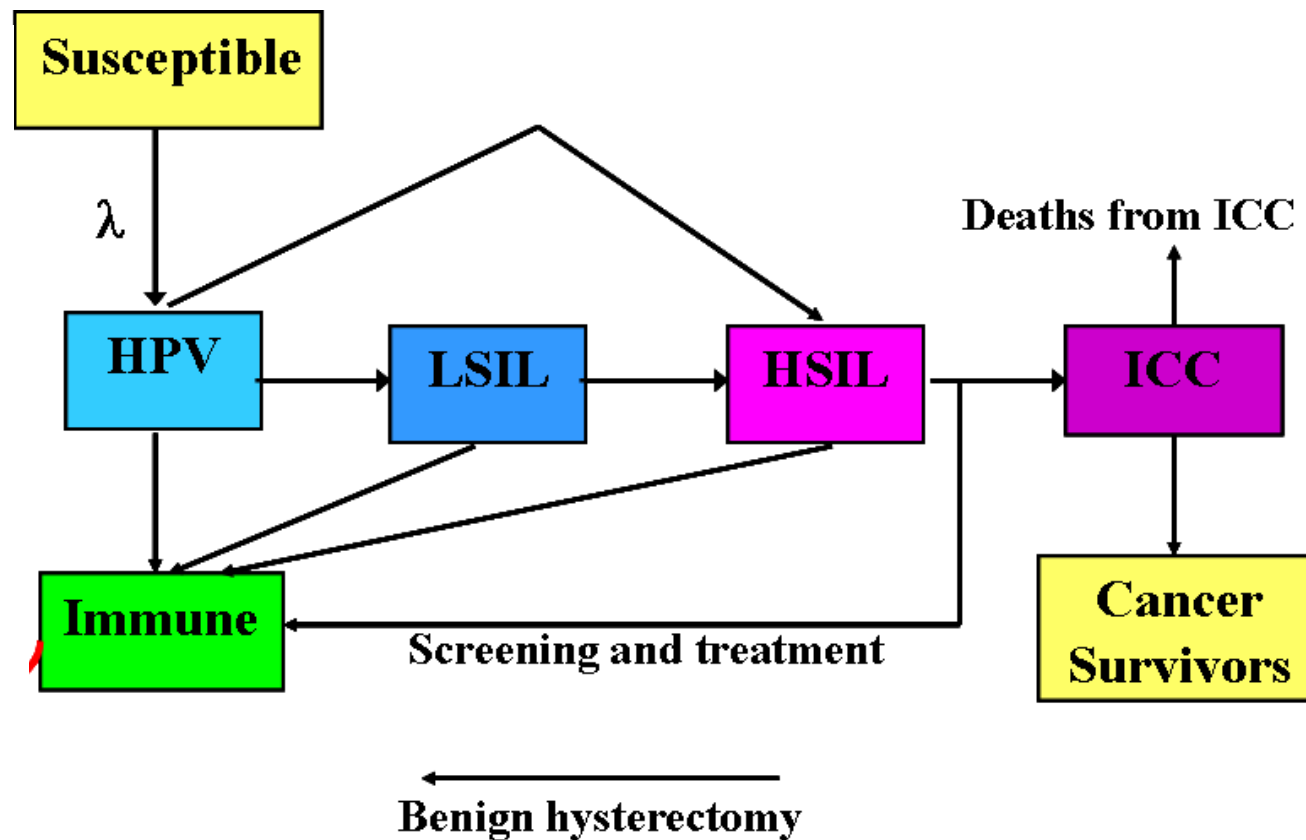 Susceptible
λ
Deaths from ICC
HPV
LSIL
HSIL
ICC
Immune
Screening and treatment
Cancer
Survivors
Benign hysterectomy